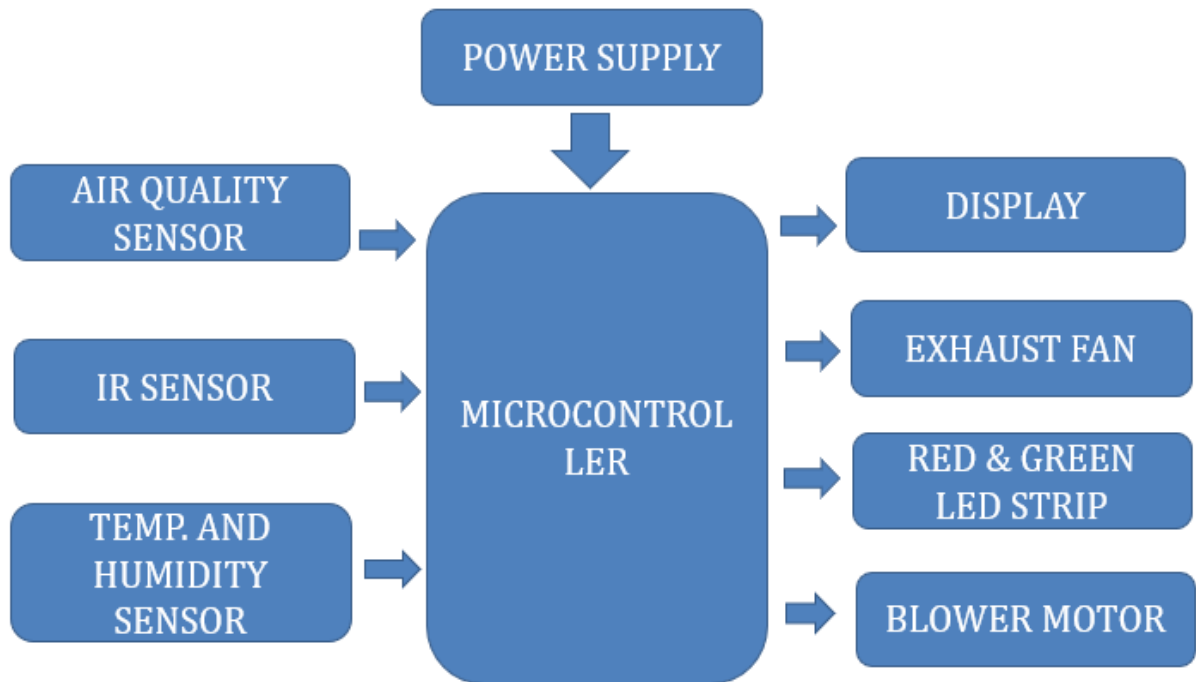 POWER SUPPLY
AIR QUALITY
SENSOR
IR SENSOR
TEMP. AND
HUMIDITY
SENSOR
MICROCONTROL
LER
DISPLAY
EXHAUST FAN
RED & GREEN
LED STRIP
BLOWER MOTOR